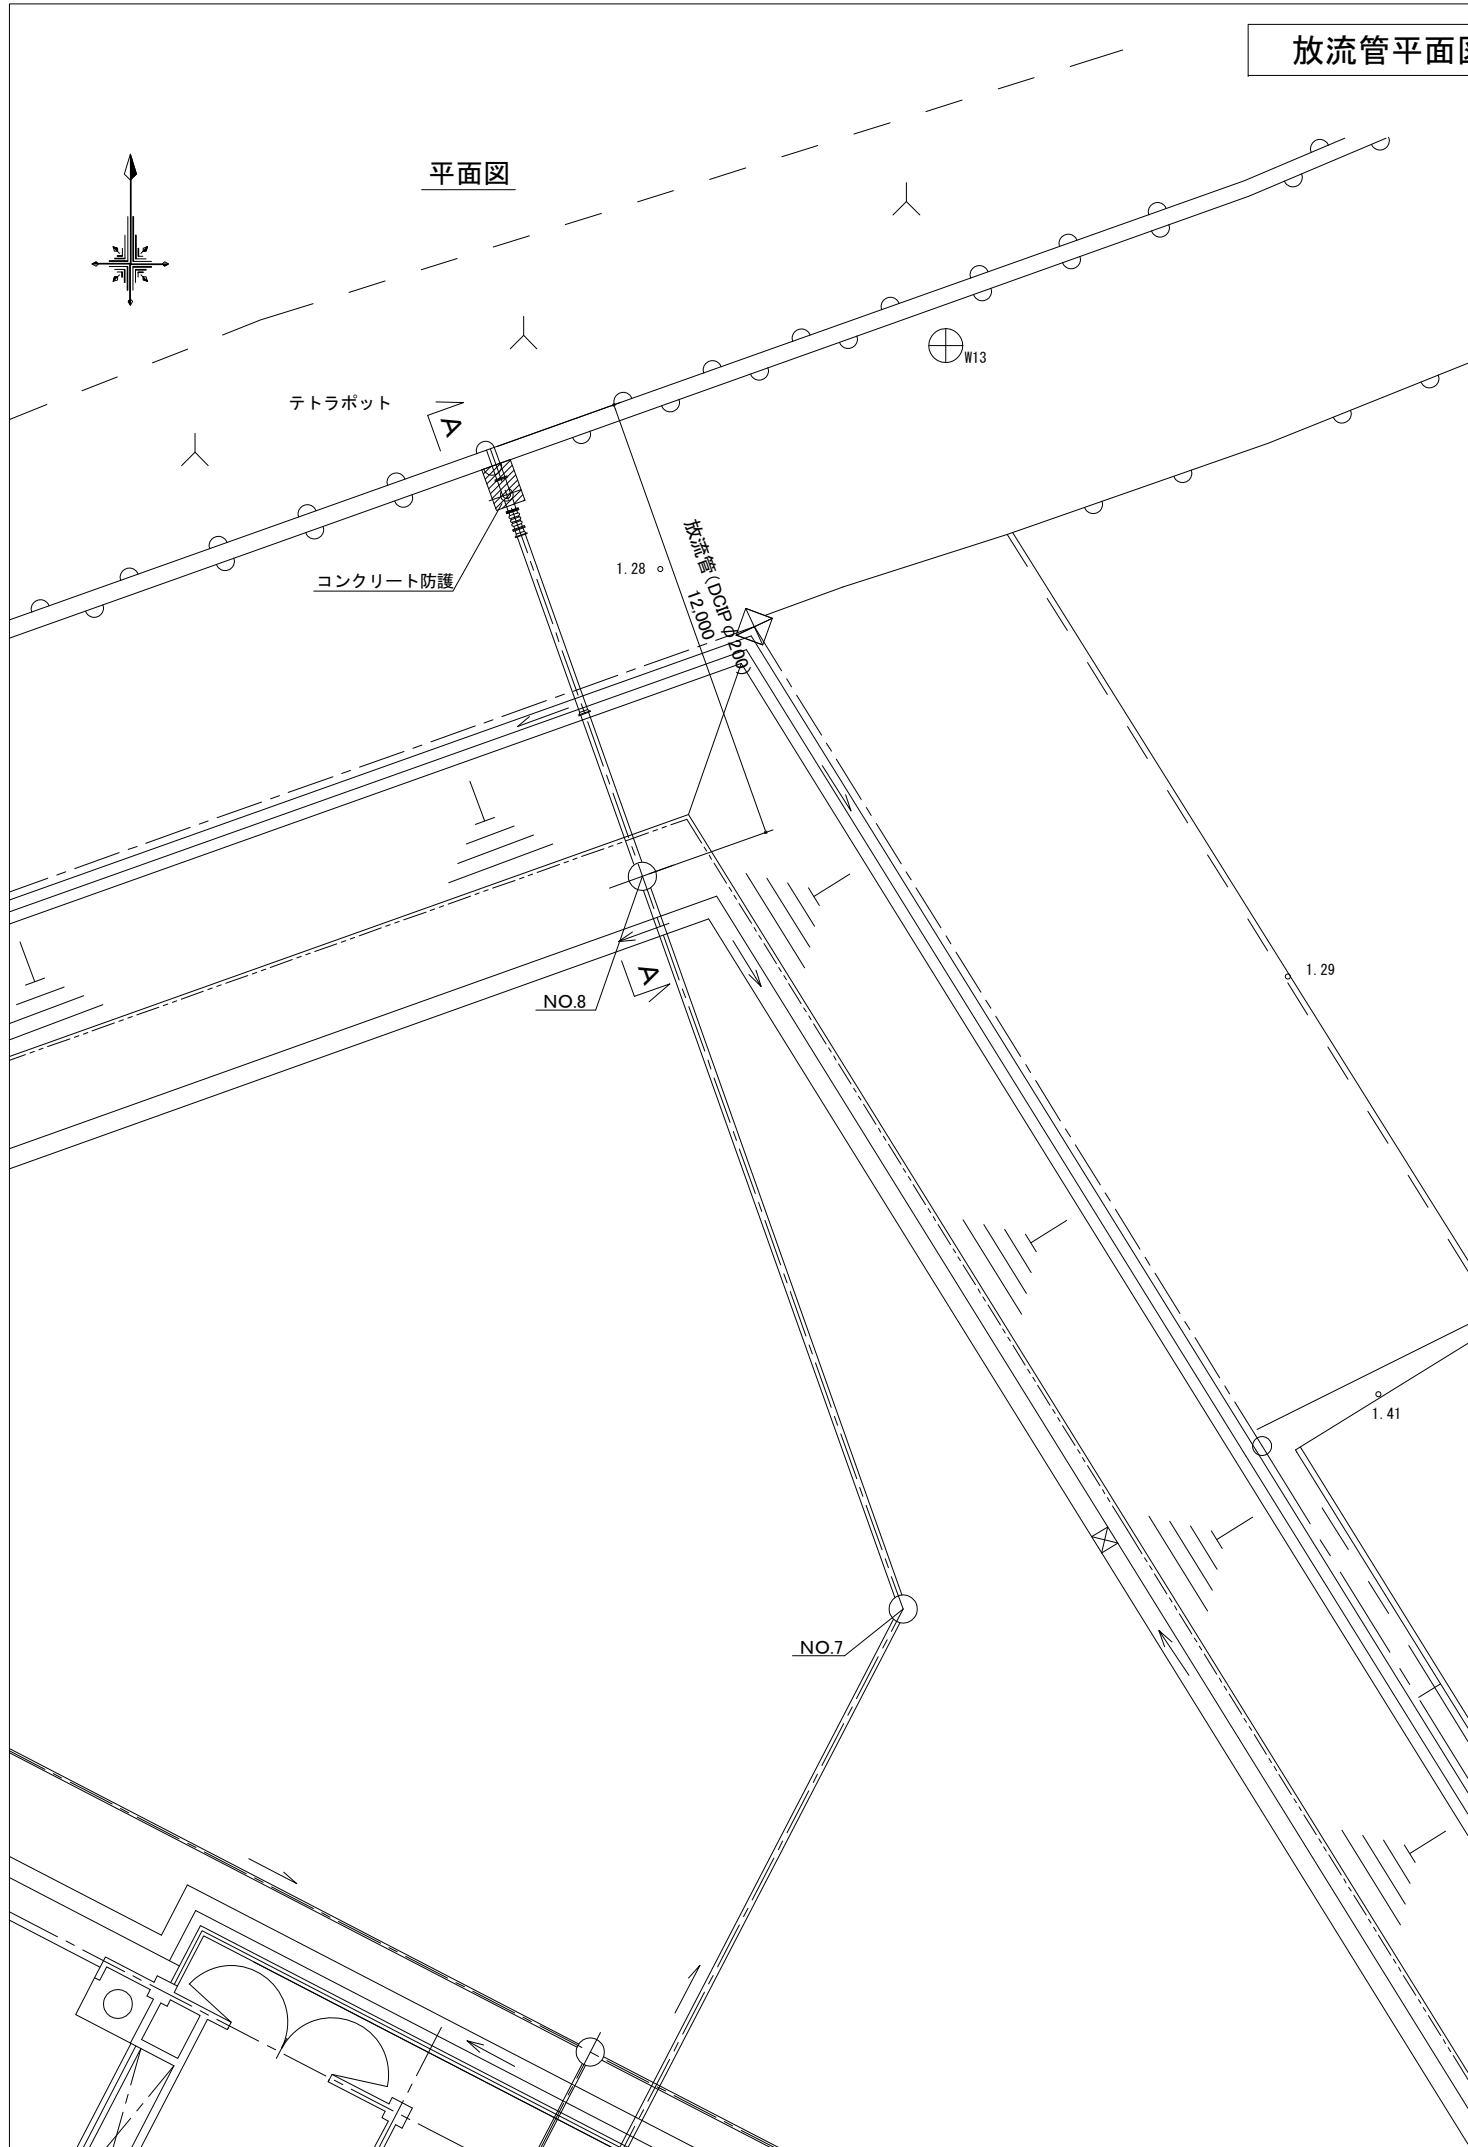 放流管平面図
平面図
W13
テトラポット
A
放流管(DCIP φ200)
12,000
1.28
コンクリート防護
A
NO.8
1.29
1.41
NO.7